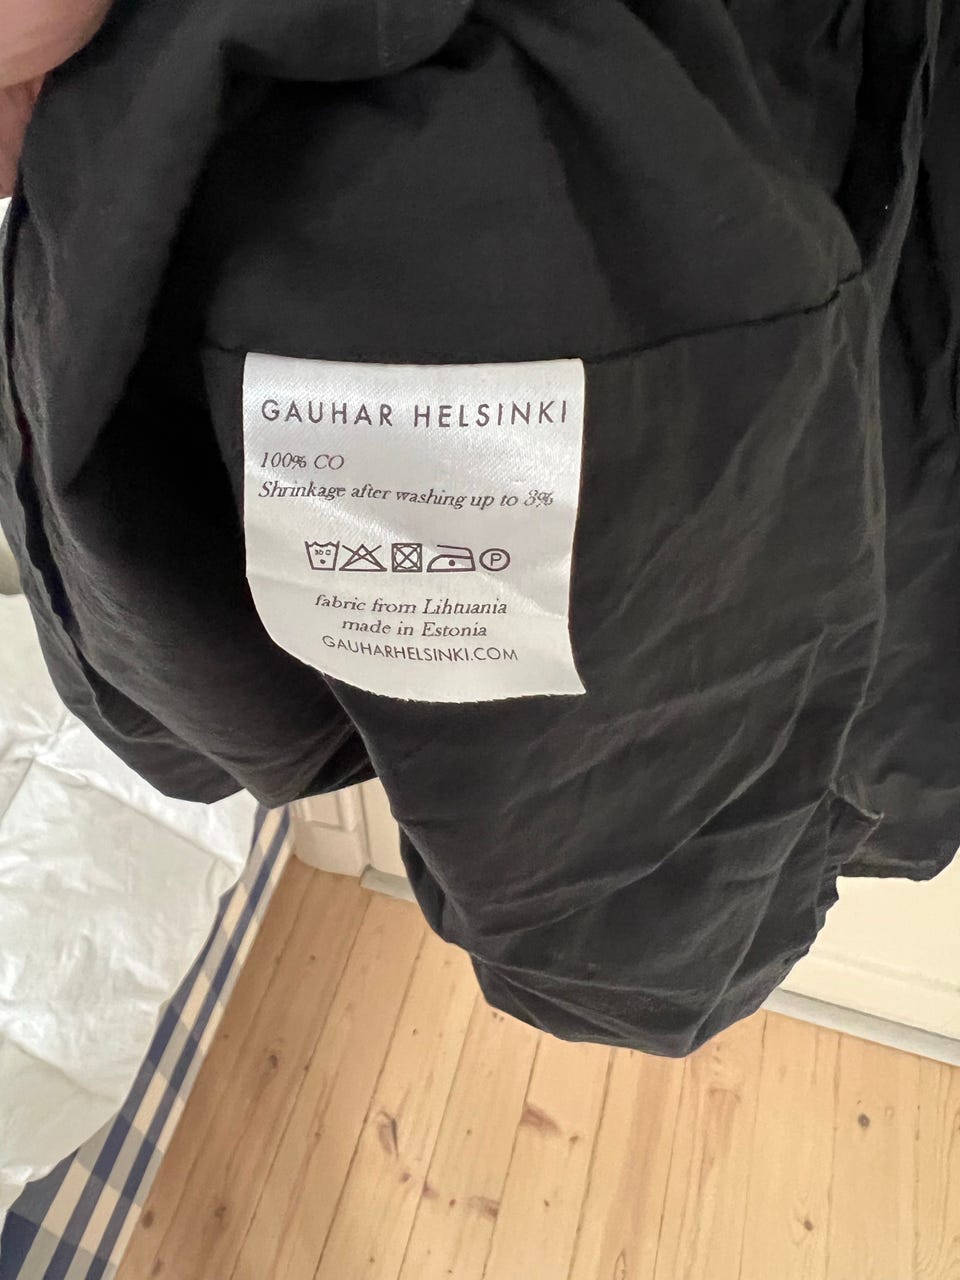 GAUHAR HELSINKI
100% CO
Shrinkage after washing up to 3%
P
fabric from Lihtuania
made in Estonia
GAUHARHELSINKI.COM